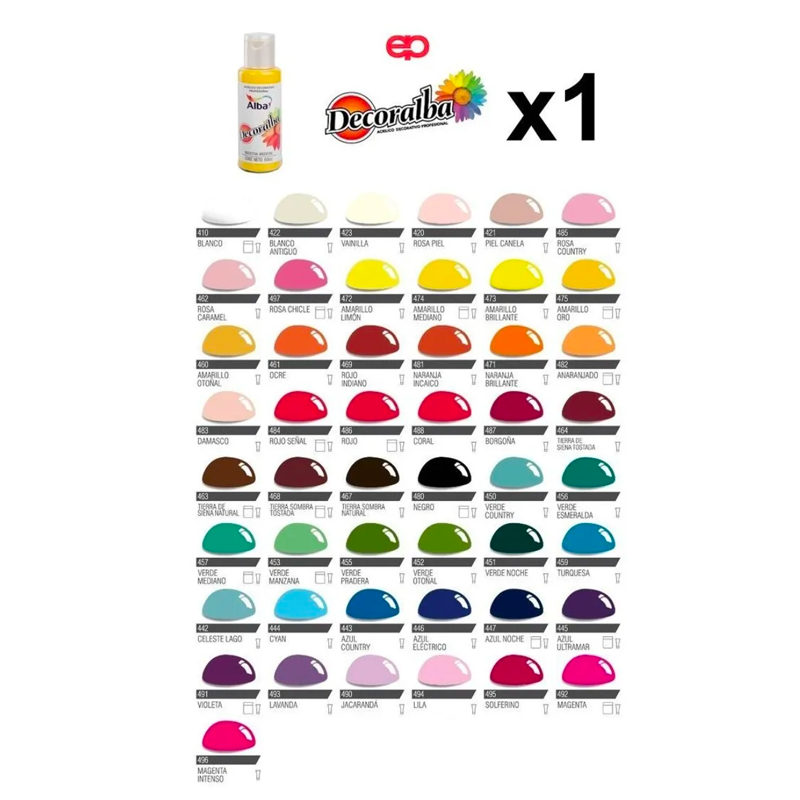 ep
x1
Alba
Decoralba
Decoralba
ACRILICO DECORATIVO PROFESIONAL
410 422 423 420 421 485
BLANCO BLANCO ANTIGUO VAINILLA ROSA PIEL PIEL CANELA ROSA COUNTRY
462 497 472 474 473 475
ROSA CARAMEL ROSA CHICLE AMARILLO LIMÓN AMARILLO MEDIANO AMARILLO BRILLANTE AMARILLO ORO
460 461 469 481 471 482
AMARILLO OTOÑAL OCRE ROJO INDIANO NARANJA INCAICO NARANJA BRILLANTE ANARANJADO
483 484 486 488 487 464
DAMASCO ROJO SEÑAL ROJO CORAL BORGOÑA TIERRA DE SIENA TOSTADA
463 468 467 480 450 456
TIERRA DE SIENA NATURAL TIERRA SOMBRA TOSTADA TIERRA SOMBRA NATURAL NEGRO VERDE COUNTRY VERDE ESMERALDA
457 453 455 452 451 459
VERDE MEDIANO VERDE MANZANA VERDE PRADERA VERDE OTOÑAL VERDE NOCHE TURQUESA
442 444 443 446 447 445
CELESTE LAGO CYAN AZUL COUNTRY AZUL ELÉCTRICO AZUL NOCHE AZUL ULTRAMAR
491 493 490 494 495 492
VIOLETA LAVANDA JACARANDÁ LILA SOLFERINO MAGENTA
496
MAGENTA INTENSO